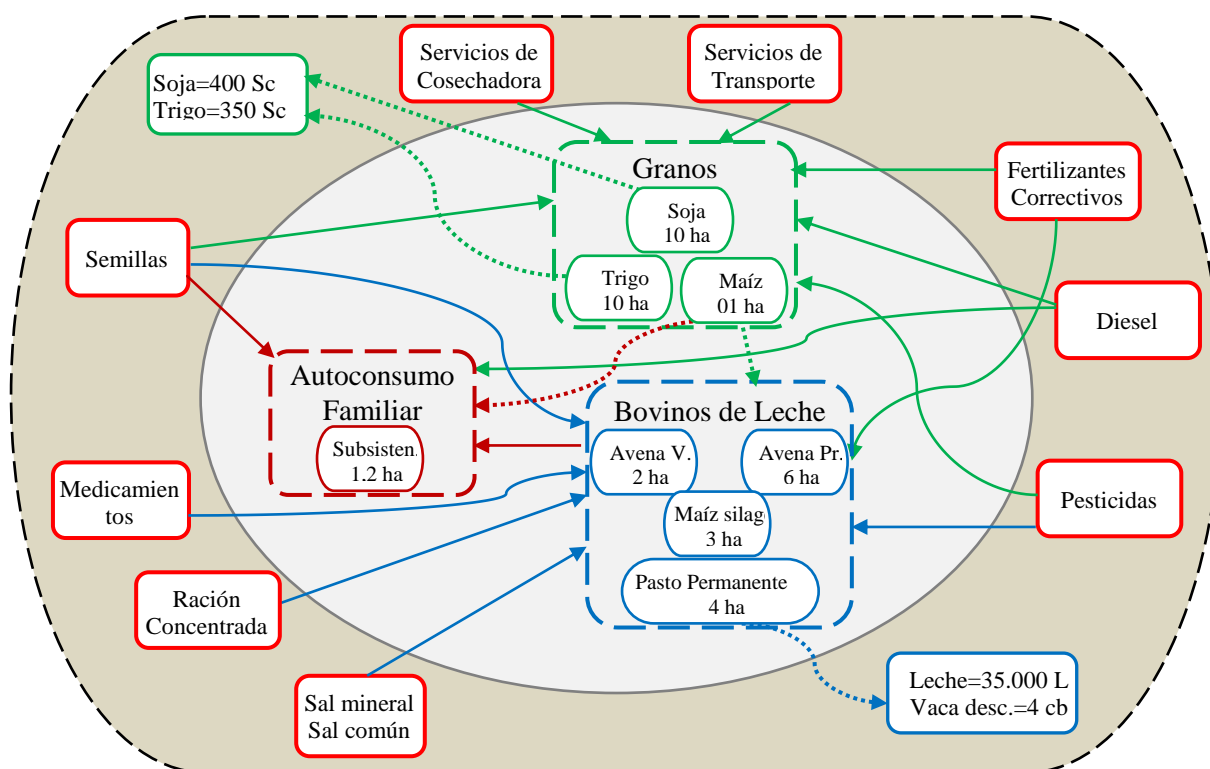 Servicios de
Cosechadora
Servicios de
Transporte
Soja=400 Sc
Trigo=350 Sc
Granos
Soja
10 ha
Trigo
10 ha
Maíz
01 ha
Fertilizantes
Correctivos
Semillas
Diesel
Autoconsumo
Familiar
Subsisten.
1.2 ha
Bovinos de Leche
Avena V.
2 ha
Avena Pr.
6 ha
Maíz silag
3 ha
Pasto Permanente
4 ha
Medicamien
tos
Pesticidas
Ración
Concentrada
Sal mineral
Sal común
Leche=35.000 L
Vaca desc.=4 cb